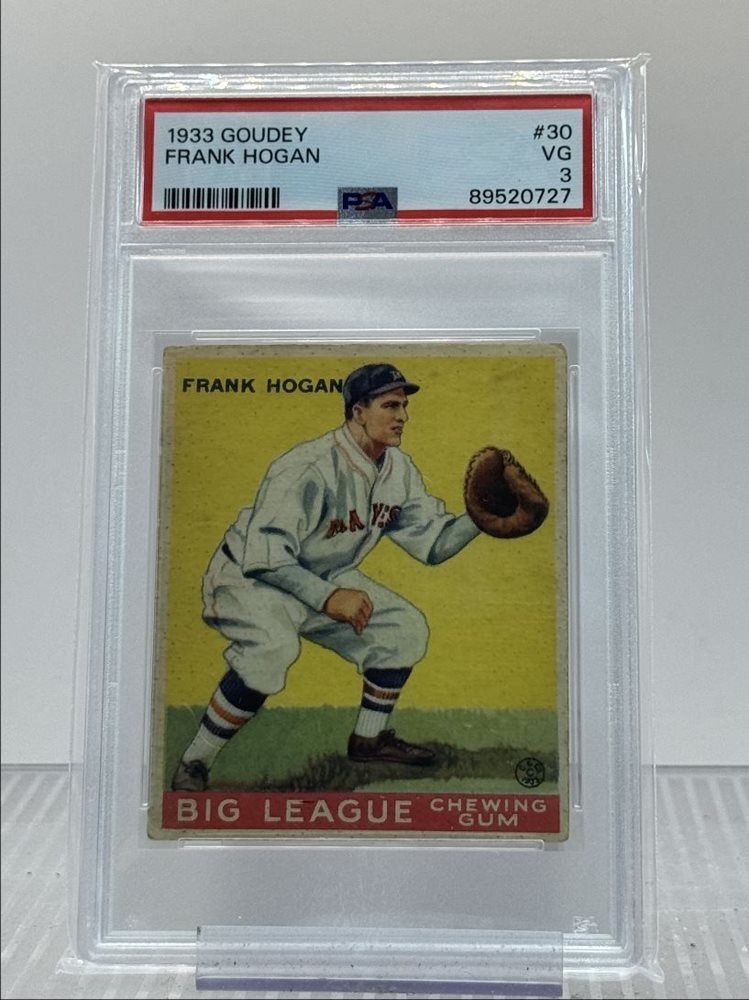 1933 GOUDEY #30
FRANK HOGAN VG
3
PSA 89520727
FRANK HOGAN
BIG LEAGUE CHEWING
GUM